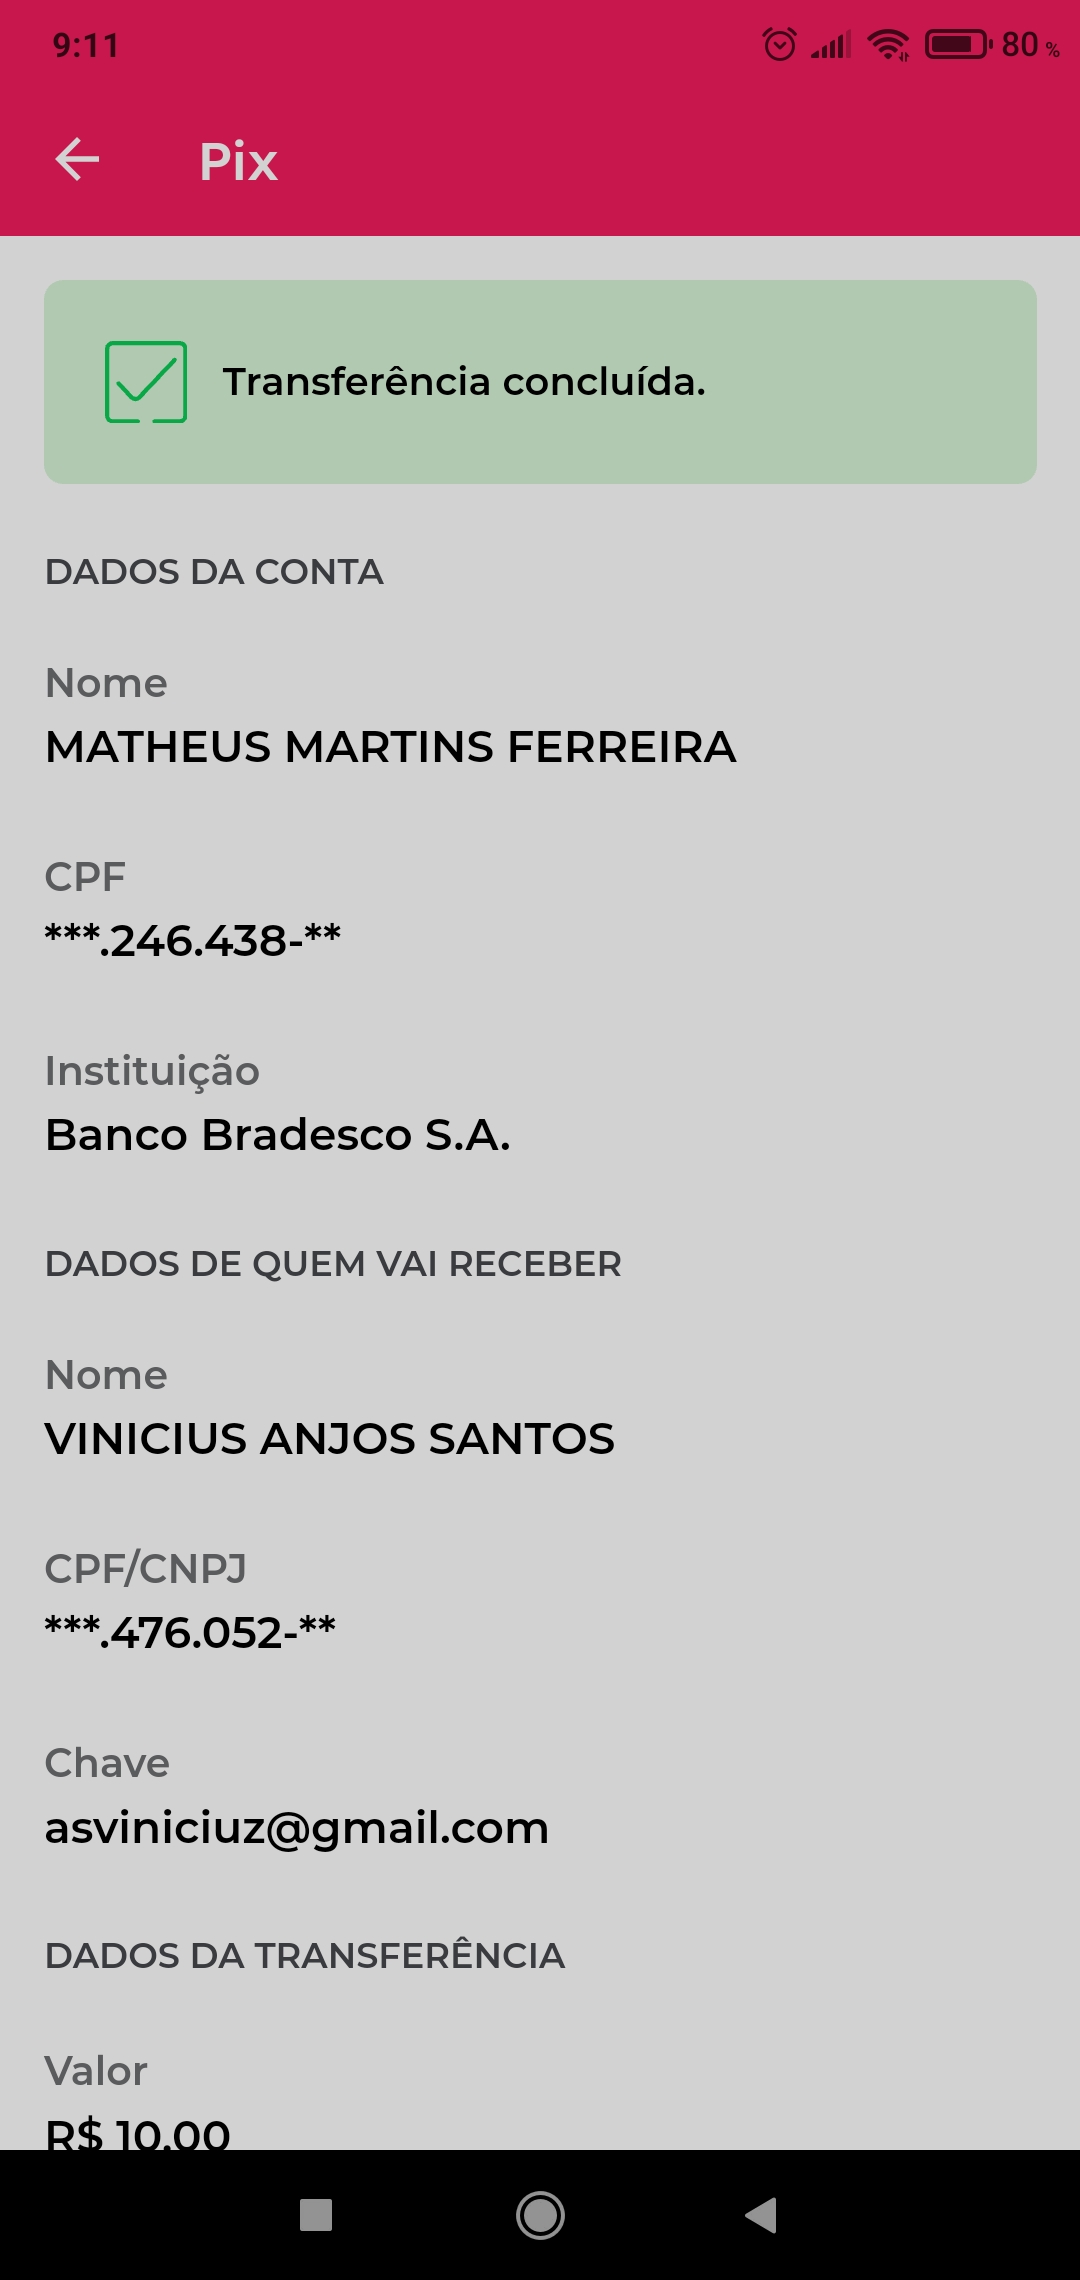 9:11
80 %
Pix
Transferência concluída.
DADOS DA CONTA
Nome
MATHEUS MARTINS FERREIRA
CPF
***.246.438-**
Instituição
Banco Bradesco S.A.
DADOS DE QUEM VAI RECEBER
Nome
VINICIUS ANJOS SANTOS
CPF/CNPJ
***.476.052-**
Chave
asviniciuz@gmail.com
DADOS DA TRANSFERÊNCIA
Valor
R$ 10,00